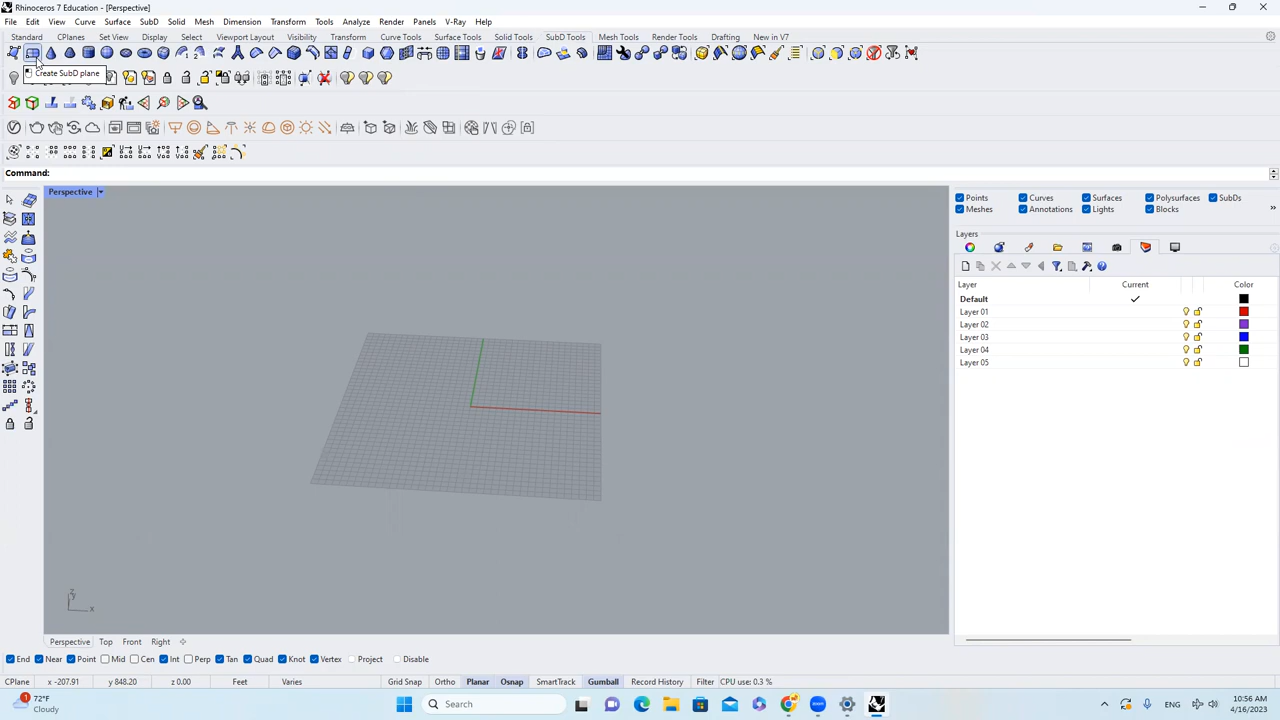 Rhinoceros 7 Education - [Perspective]
File Edit View Curve Surface SubD Solid Mesh Dimension Transform Tools Analyze Render Panels V-Ray Help
Standard CPlanes Set View Display Select Viewport Layout Visibility Transform Curve Tools Surface Tools Solid Tools SubD Tools Mesh Tools Render Tools Drafting New in V7
Create SubD plane
Command:
Perspective
Points Curves Surfaces Polysurfaces SubDs
Meshes Annotations Lights Blocks
Layers
Layer Current Color
Default
Layer 01
Layer 02
Layer 03
Layer 04
Layer 05
z
y
x
Perspective Top Front Right
End Near Point Mid Cen Int Perp Tan Quad Knot Vertex Project Disable
CPlane x -207.91 y 848.20 z 0.00 Feet Varies Grid Snap Ortho Planar Osnap SmartTrack Gumball Record History Filter CPU use: 0.3 %
1
72°F
Cloudy
Search
zoom
ENG
10:56 AM
4/16/2023